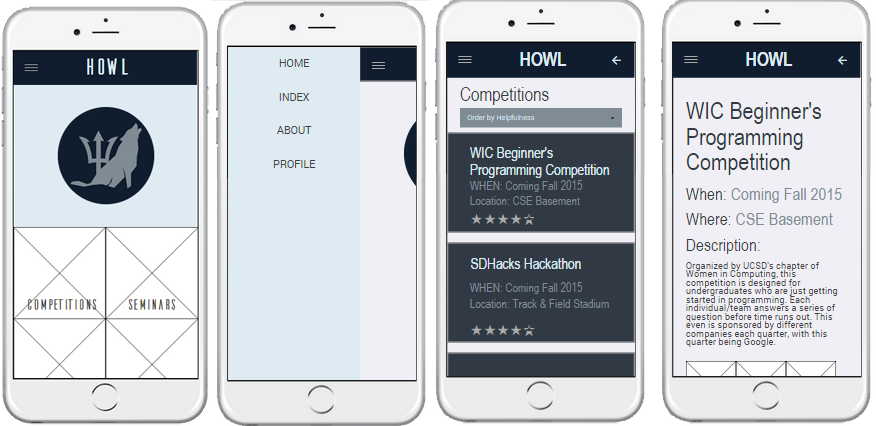 HOWL
COMPETITIONS
SEMINARS
HOME
INDEX
ABOUT
PROFILE
HOWL
Competitions
Order by Helpfulness
WIC Beginner's
Programming Competition
WHEN: Coming Fall 2015
Location: CSE Basement
SDHacks Hackathon
WHEN: Coming Fall 2015
Location: Track & Field Stadium
HOWL
WIC Beginner's
Programming
Competition
When: Coming Fall 2015
Where: CSE Basement
Description:
Organized by UCSD's chapter of
Women in Computing, this
competition is designed for
undergraduates who are just getting
started in programming. Each
individual/team answers a series of
question before time runs out. This
even is sponsored by different
companies each quarter, with this
quarter being Google.